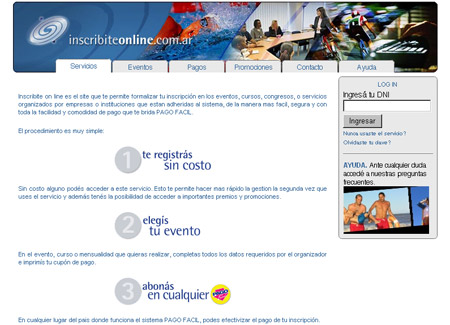 inscribiteonline.com.ar
Servicios
Eventos
Pagos
Promociones
Contacto
Ayuda
Inscribite on line es el site que te permite formalizar tu inscripción en los eventos, cursos, congresos, o servicios
organizados por empresas o instituciones que estan adheridas al sistema, de la manera mas facil, segura y con
toda la facilidad y comodidad de pago que te brida PAGO FACIL.
El procedimiento es muy simple:
1 te registrás
sin costo
Sin costo alguno podés acceder a este servicio. Esto te permite hacer mas rápido la gestion la segunda vez que
uses el servicio y además tenés la posibilidad de acceder a importantes premios y promociones.
2 elegís
tu evento
En el evento, curso o mensualidad que quieras realizar, completas todos los datos requeridos por el organizador
e imprimís tu cupón de pago.
3 abonás
en cualquier
En cualquier lugar del pais donde funciona el sistema PAGO FACIL, podes efectivizar el pago de tu inscripción.
LOG IN
Ingresá tu DNI
Ingresar
Nunca usaste el servicio?
Olvidaste tu clave?
AYUDA. Ante cualquier duda
accedé a nuestras preguntas
frecuentes.